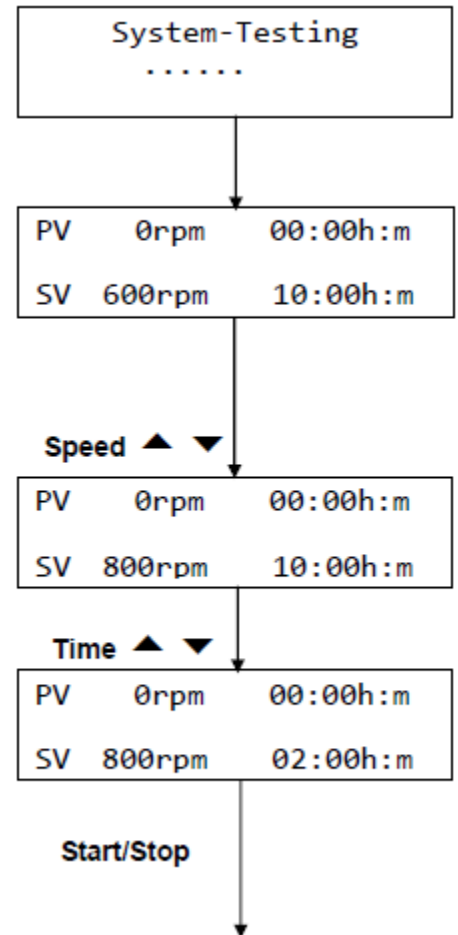 System-Testing
......
PV 0rpm 00:00h:m
SV 600rpm 10:00h:m
Speed ▲ ▼
PV 0rpm 00:00h:m
SV 800rpm 10:00h:m
Time ▲ ▼
PV 0rpm 00:00h:m
SV 800rpm 02:00h:m
Start/Stop